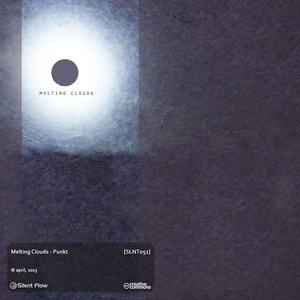 MELTING CLOUDS
Melting Clouds - Punkt [SLNT051]
© april, 2013
Silent Flow
creative commons